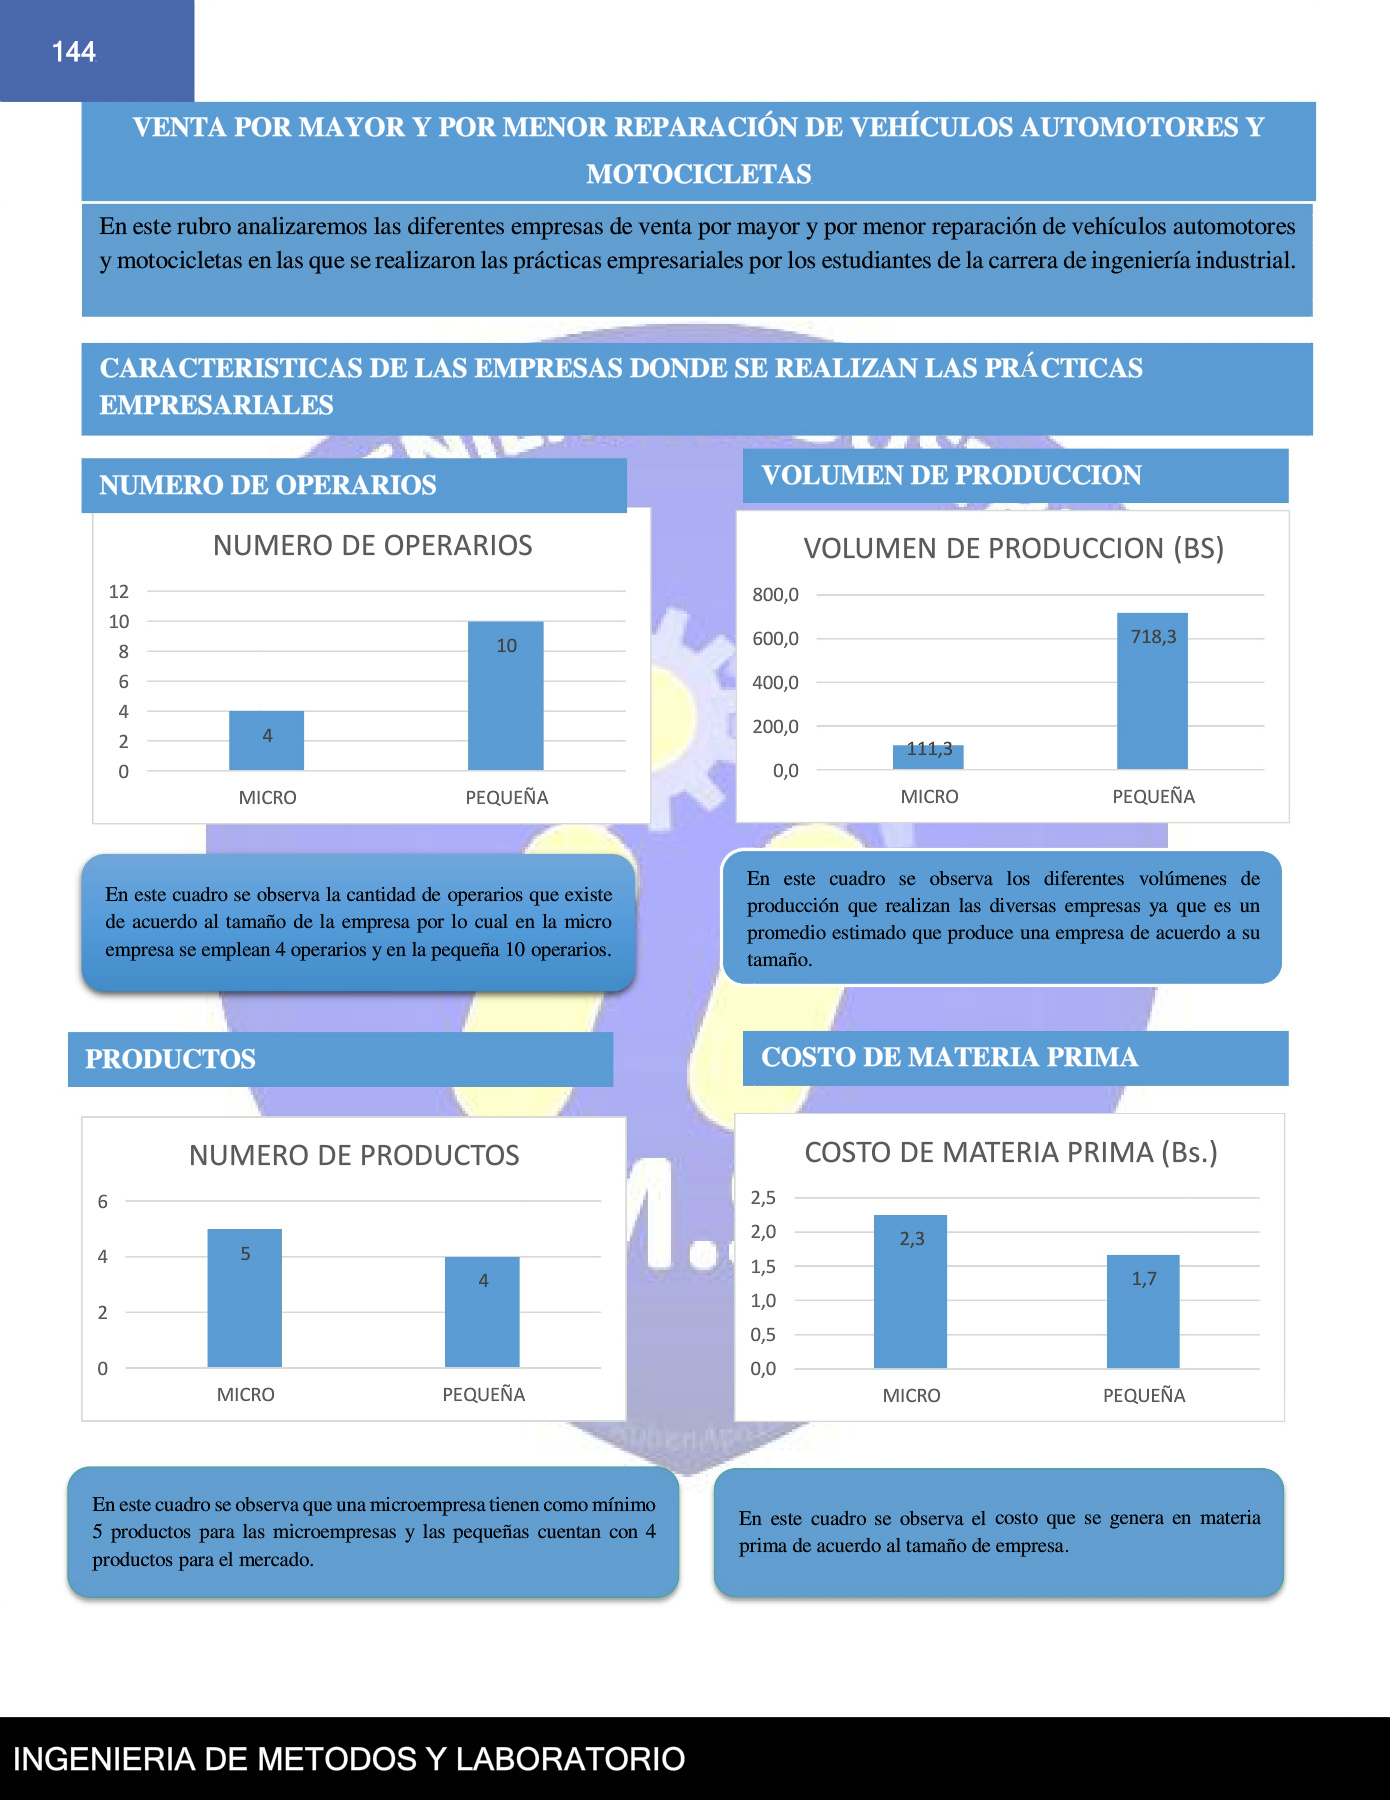 144
VENTA POR MAYOR Y POR MENOR REPARACIÓN DE VEHÍCULOS AUTOMOTORES Y
MOTOCICLETAS
En este rubro analizaremos las diferentes empresas de venta por mayor y por menor reparación de vehículos automotores
y motocicletas en las que se realizaron las prácticas empresariales por los estudiantes de la carrera de ingeniería industrial.
CARACTERISTICAS DE LAS EMPRESAS DONDE SE REALIZAN LAS PRÁCTICAS
EMPRESARIALES
NUMERO DE OPERARIOS
NUMERO DE OPERARIOS
12
10
8
6
4
2
0
4
10
MICRO
PEQUEÑA
VOLUMEN DE PRODUCCION
VOLUMEN DE PRODUCCION (BS)
800,0
600,0
400,0
200,0
0,0
111,3
718,3
MICRO
PEQUEÑA
En este cuadro se observa la cantidad de operarios que existe
de acuerdo al tamaño de la empresa por lo cual en la micro
empresa se emplean 4 operarios y en la pequeña 10 operarios.
En este cuadro se observa los diferentes volúmenes de
producción que realizan las diversas empresas ya que es un
promedio estimado que produce una empresa de acuerdo a su
tamaño.
PRODUCTOS
NUMERO DE PRODUCTOS
6
4
2
0
5
4
MICRO
PEQUEÑA
COSTO DE MATERIA PRIMA
COSTO DE MATERIA PRIMA (Bs.)
2,5
2,0
1,5
1,0
0,5
0,0
2,3
1,7
MICRO
PEQUEÑA
En este cuadro se observa que una microempresa tienen como mínimo
5 productos para las microempresas y las pequeñas cuentan con 4
productos para el mercado.
En este cuadro se observa el costo que se genera en materia
prima de acuerdo al tamaño de empresa.
INGENIERIA DE METODOS Y LABORATORIO